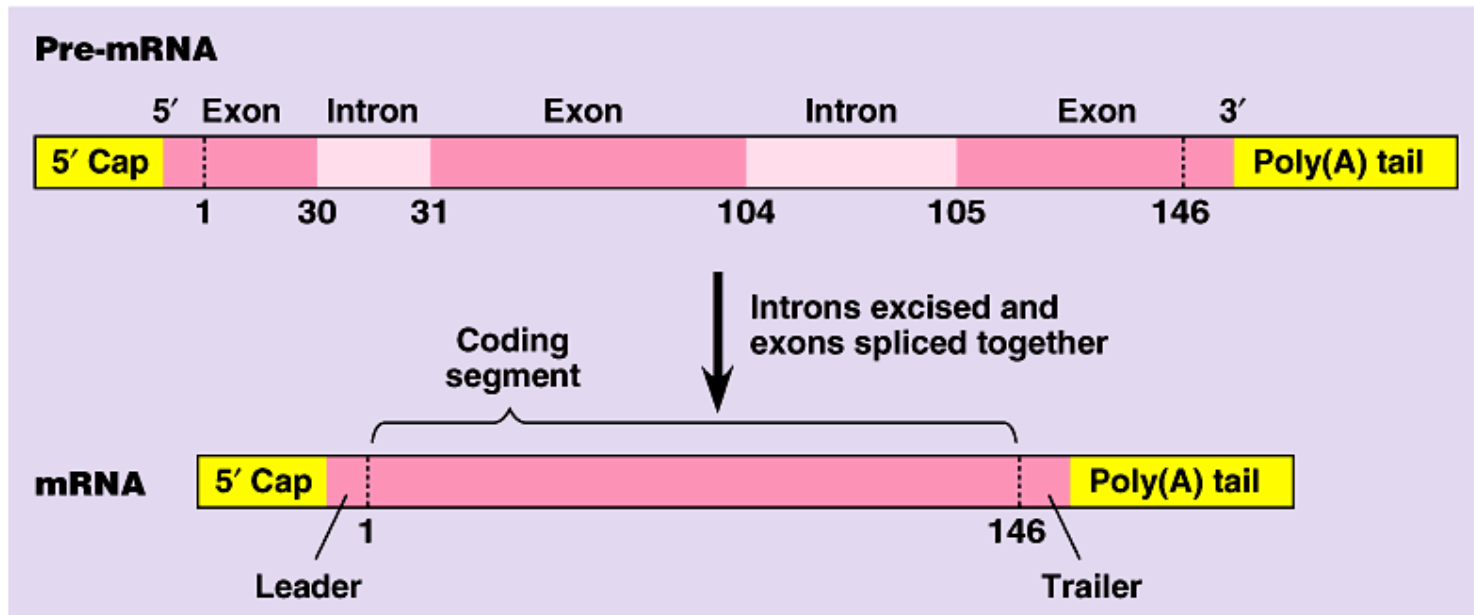 Pre-mRNA
5′ Exon Intron Exon Intron Exon 3′
5′ Cap Poly(A) tail
1 30 31 104 105 146
Introns excised and
exons spliced together
Coding
segment
mRNA 5′ Cap Poly(A) tail
1 146
Leader Trailer